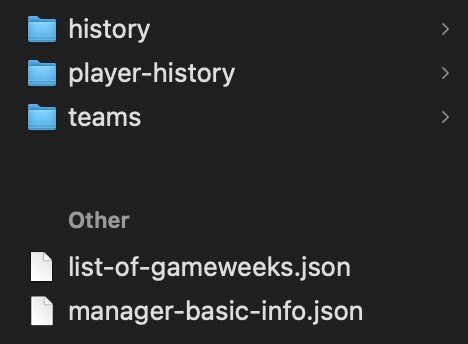 history
player-history
teams
Other
list-of-gameweeks.json
manager-basic-info.json